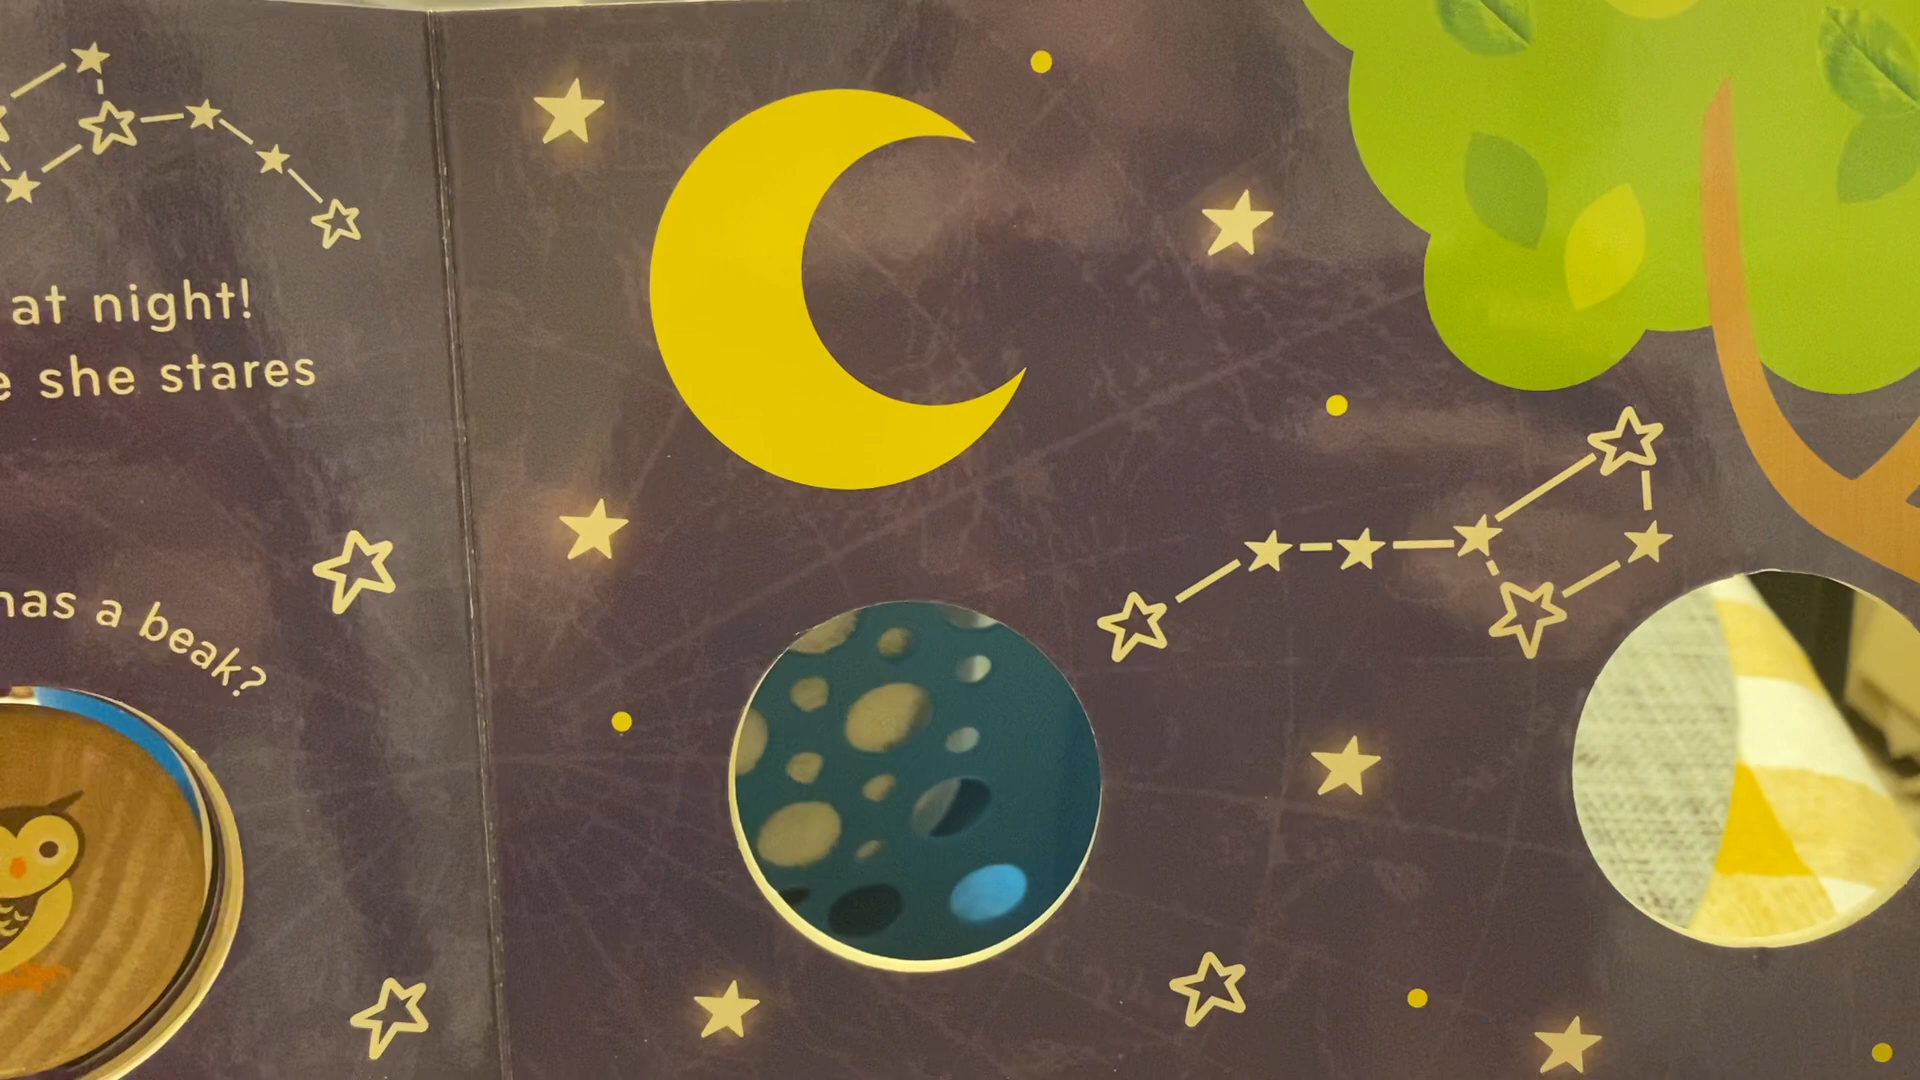 at night!
she stares
has a beak?